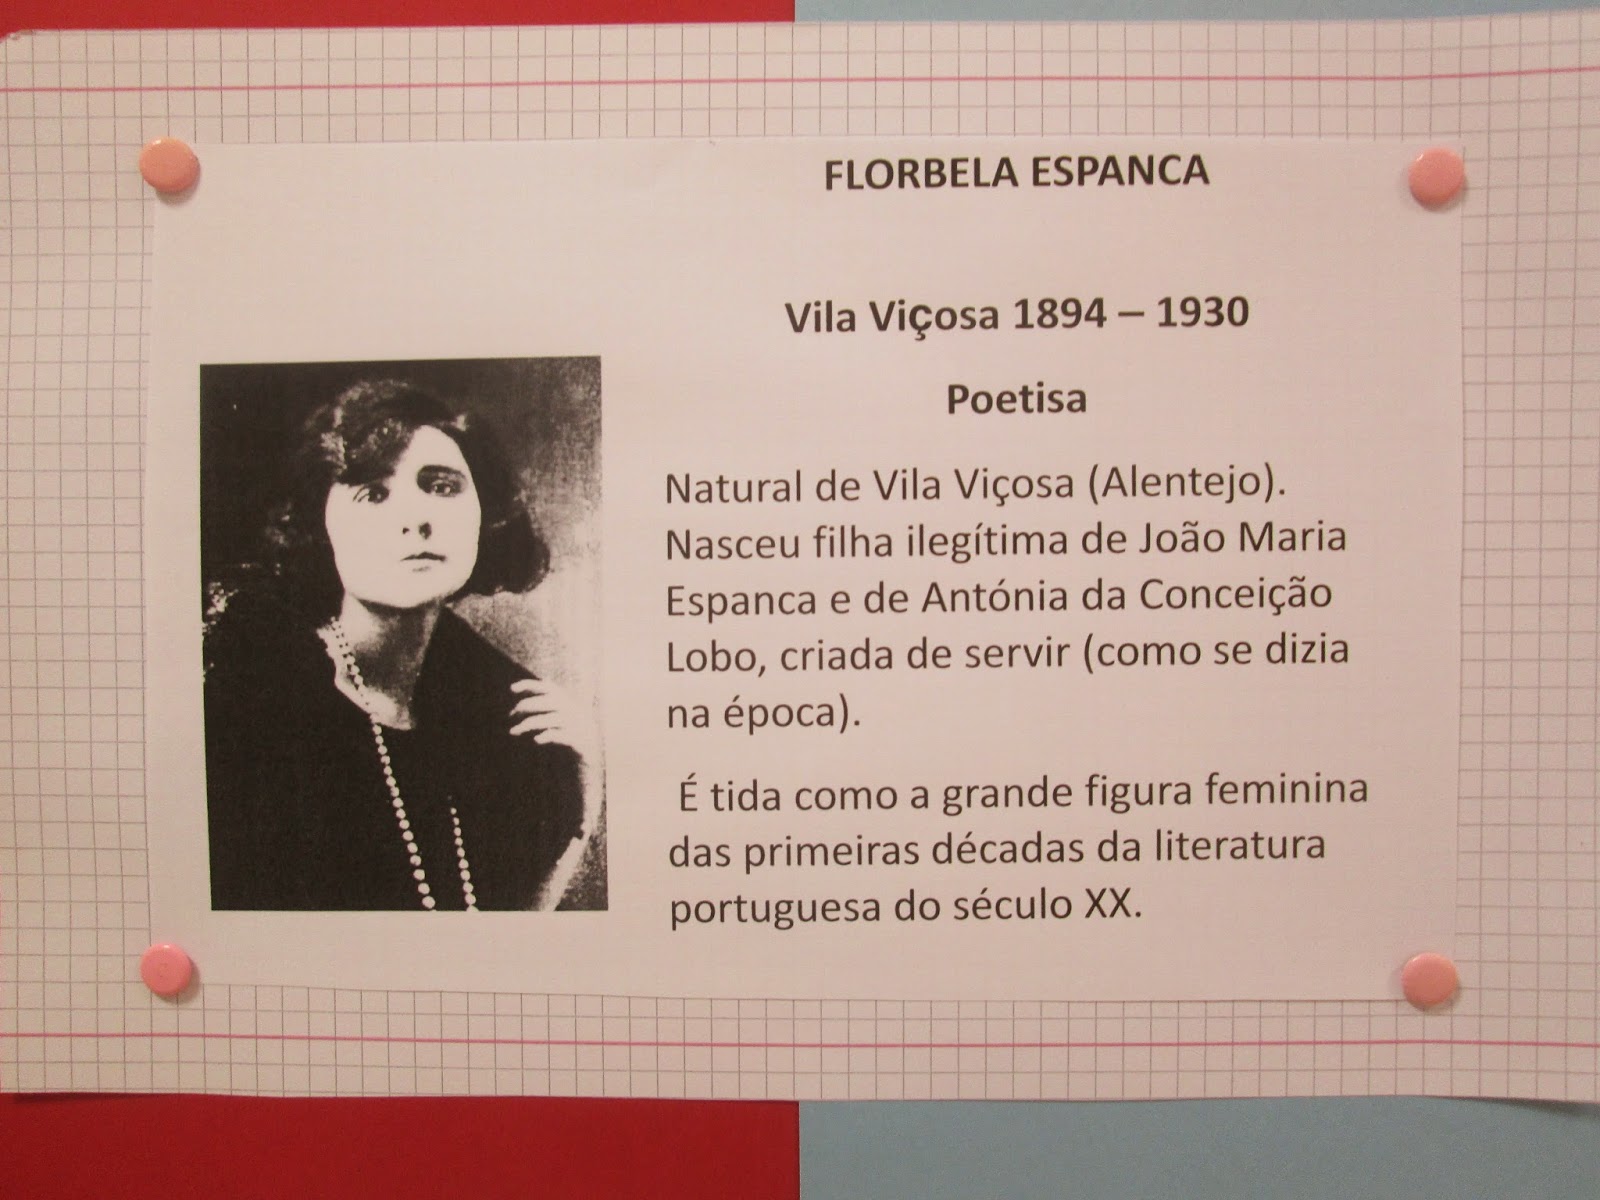 FLORBELA ESPANCA
Vila Viçosa 1894 – 1930
Poetisa
Natural de Vila Viçosa (Alentejo).
Nasceu filha ilegítima de João Maria
Espanca e de Antónia da Conceição
Lobo, criada de servir (como se dizia
na época).
É tida como a grande figura feminina
das primeiras décadas da literatura
portuguesa do século XX.